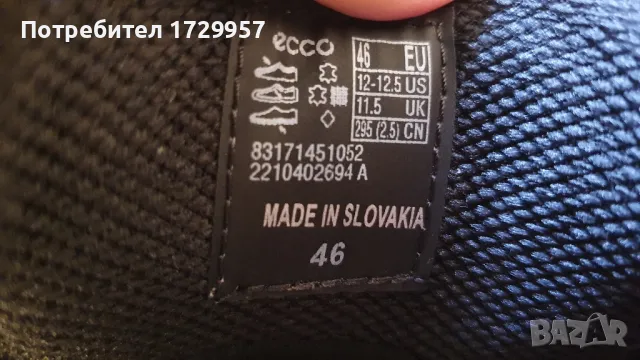 Потребител 1729957
ecco
46 EU
12-12.5 US
11.5 UK
295 (2.5) CN
83171451052
2210402694 A
MADE IN SLOVAKIA
46
BAZAR